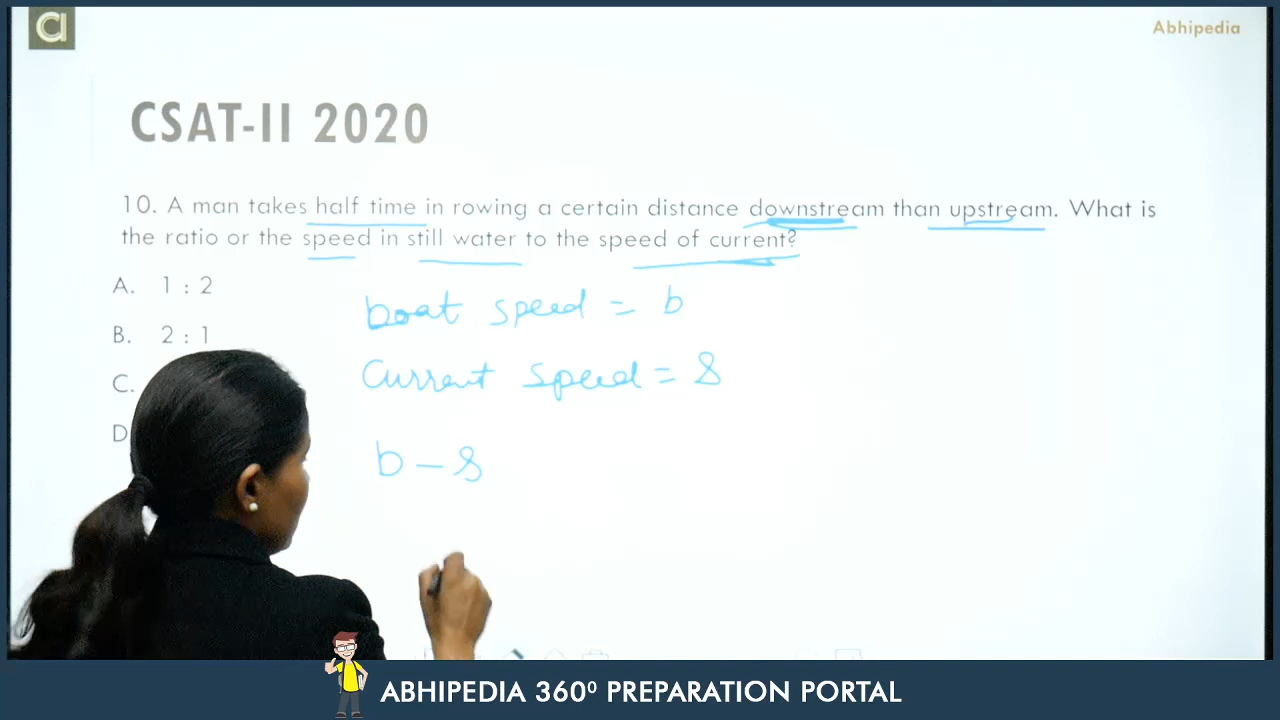 a
Abhipedia
CSAT-II 2020
10. A man takes half time in rowing a certain distance downstream than upstream. What is
the ratio or the speed in still water to the speed of current?
A. 1 : 2
B. 2 : 1
C.
D.
boat speed = b
Current speed = s
b - s
ABHIPEDIA 360⁰ PREPARATION PORTAL